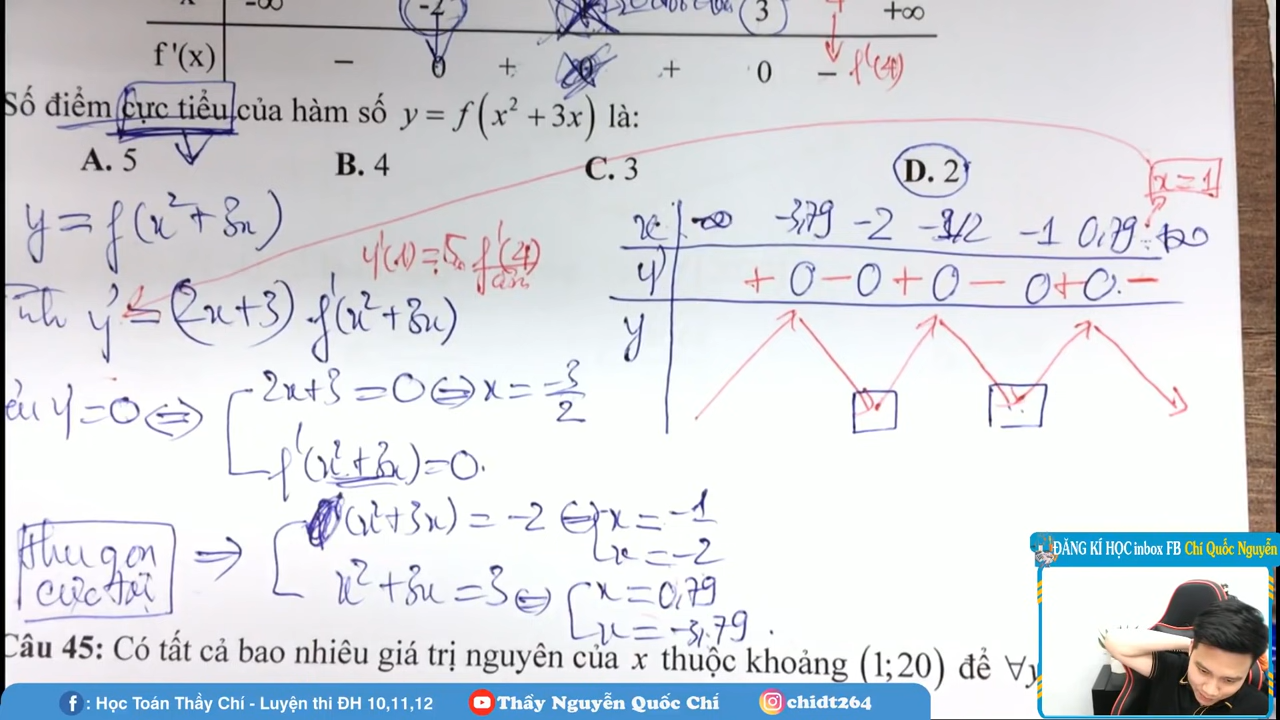 x -∞ -2 3 +∞
f'(x) - 0 + 0 + 0 - f'(4)
Số điểm cực tiểu của hàm số y = f(x² + 3x) là:
A. 5 B. 4 C. 3 D. 2
y = f(x² + 3x)
y'(1) = 5. f'(4)
âm
Tính y' = (2x+3) . f'(x² + 3x)
x=1
x -∞ -3,79 -2 -3/2 -1 0,79 +∞
y' + 0 - 0 + 0 - 0 + 0 -
y
y'=0 ⇔ 2x+3 = 0 ⇔ x = -3/2
f'(x²+3x) = 0.
thu gọn
cực trị
⇒ (x²+3x) = -2 ⇔ x = -1
x = -2
x² + 3x = 3 ⇔ x = 0,79
x = -3,79.
Câu 45: Có tất cả bao nhiêu giá trị nguyên của x thuộc khoảng (1;20) để ∀y
ĐĂNG KÍ HỌC inbox FB Chí Quốc Nguyễn
f : Học Toán Thầy Chí - Luyện thi ĐH 10,11,12 Thầy Nguyễn Quốc Chí chidt264